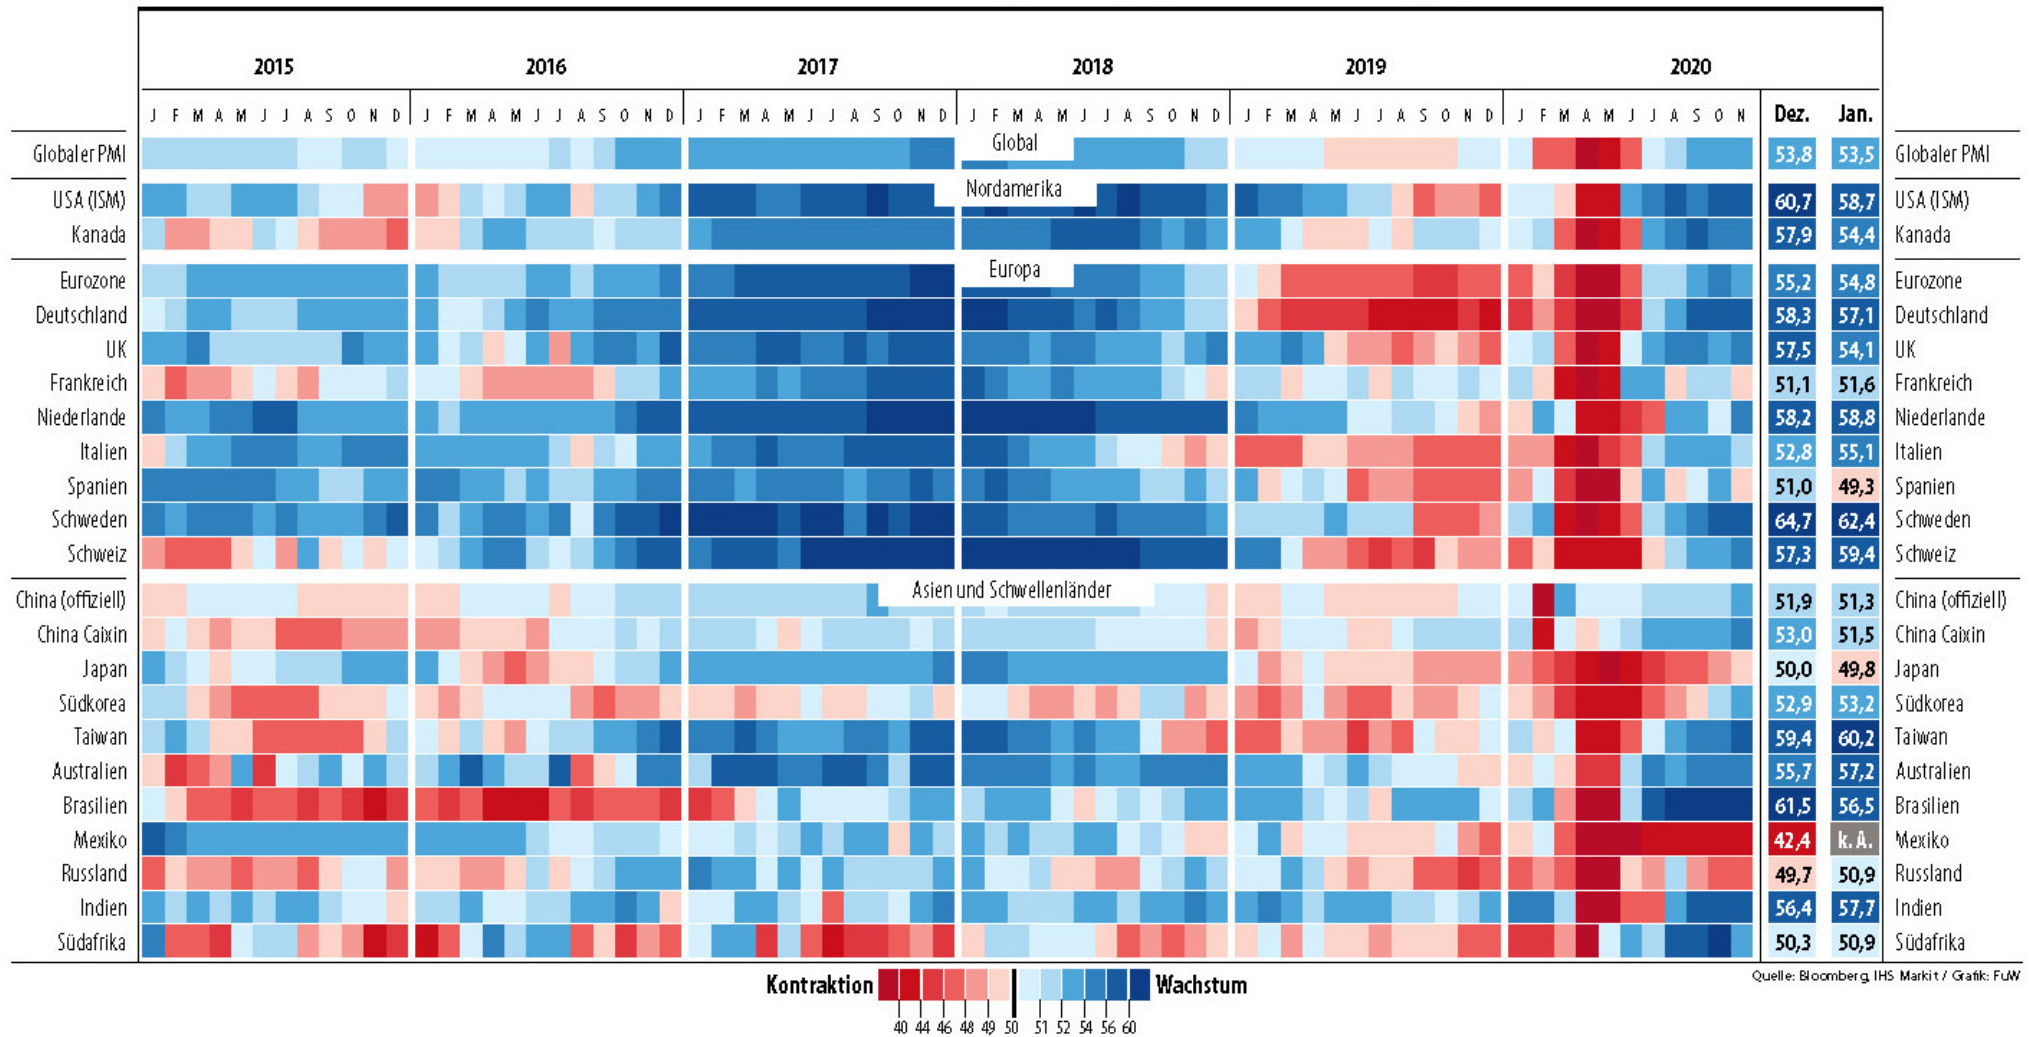 2015 2016 2017 2018 2019 2020
J F M A M J J A S O N D J F M A M J J A S O N D J F M A M J J A S O N D J F M A M J J A S O N D J F M A M J J A S O N D J F M A M J J A S O N Dez. Jan.
Global
Globaler PMI 53,8 53,5 Globaler PMI
Nordamerika
USA (ISM) 60,7 58,7 USA (ISM)
Kanada 57,9 54,4 Kanada
Europa
Eurozone 55,2 54,8 Eurozone
Deutschland 58,3 57,1 Deutschland
UK 57,5 54,1 UK
Frankreich 51,1 51,6 Frankreich
Niederlande 58,2 58,8 Niederlande
Italien 52,8 55,1 Italien
Spanien 51,0 49,3 Spanien
Schweden 64,7 62,4 Schweden
Schweiz 57,3 59,4 Schweiz
Asien und Schwellenländer
China (offiziell) 51,9 51,3 China (offiziell)
China Caixin 53,0 51,5 China Caixin
Japan 50,0 49,8 Japan
Südkorea 52,9 53,2 Südkorea
Taiwan 59,4 60,2 Taiwan
Australien 55,7 57,2 Australien
Brasilien 61,5 56,5 Brasilien
Mexiko 42,4 k. A. Mexiko
Russland 49,7 50,9 Russland
Indien 56,4 57,7 Indien
Südafrika 50,3 50,9 Südafrika
Kontraktion Wachstum
40 44 46 48 49 50 51 52 54 56 60
Quelle: Bloomberg, IHS Markit / Grafik: FuW